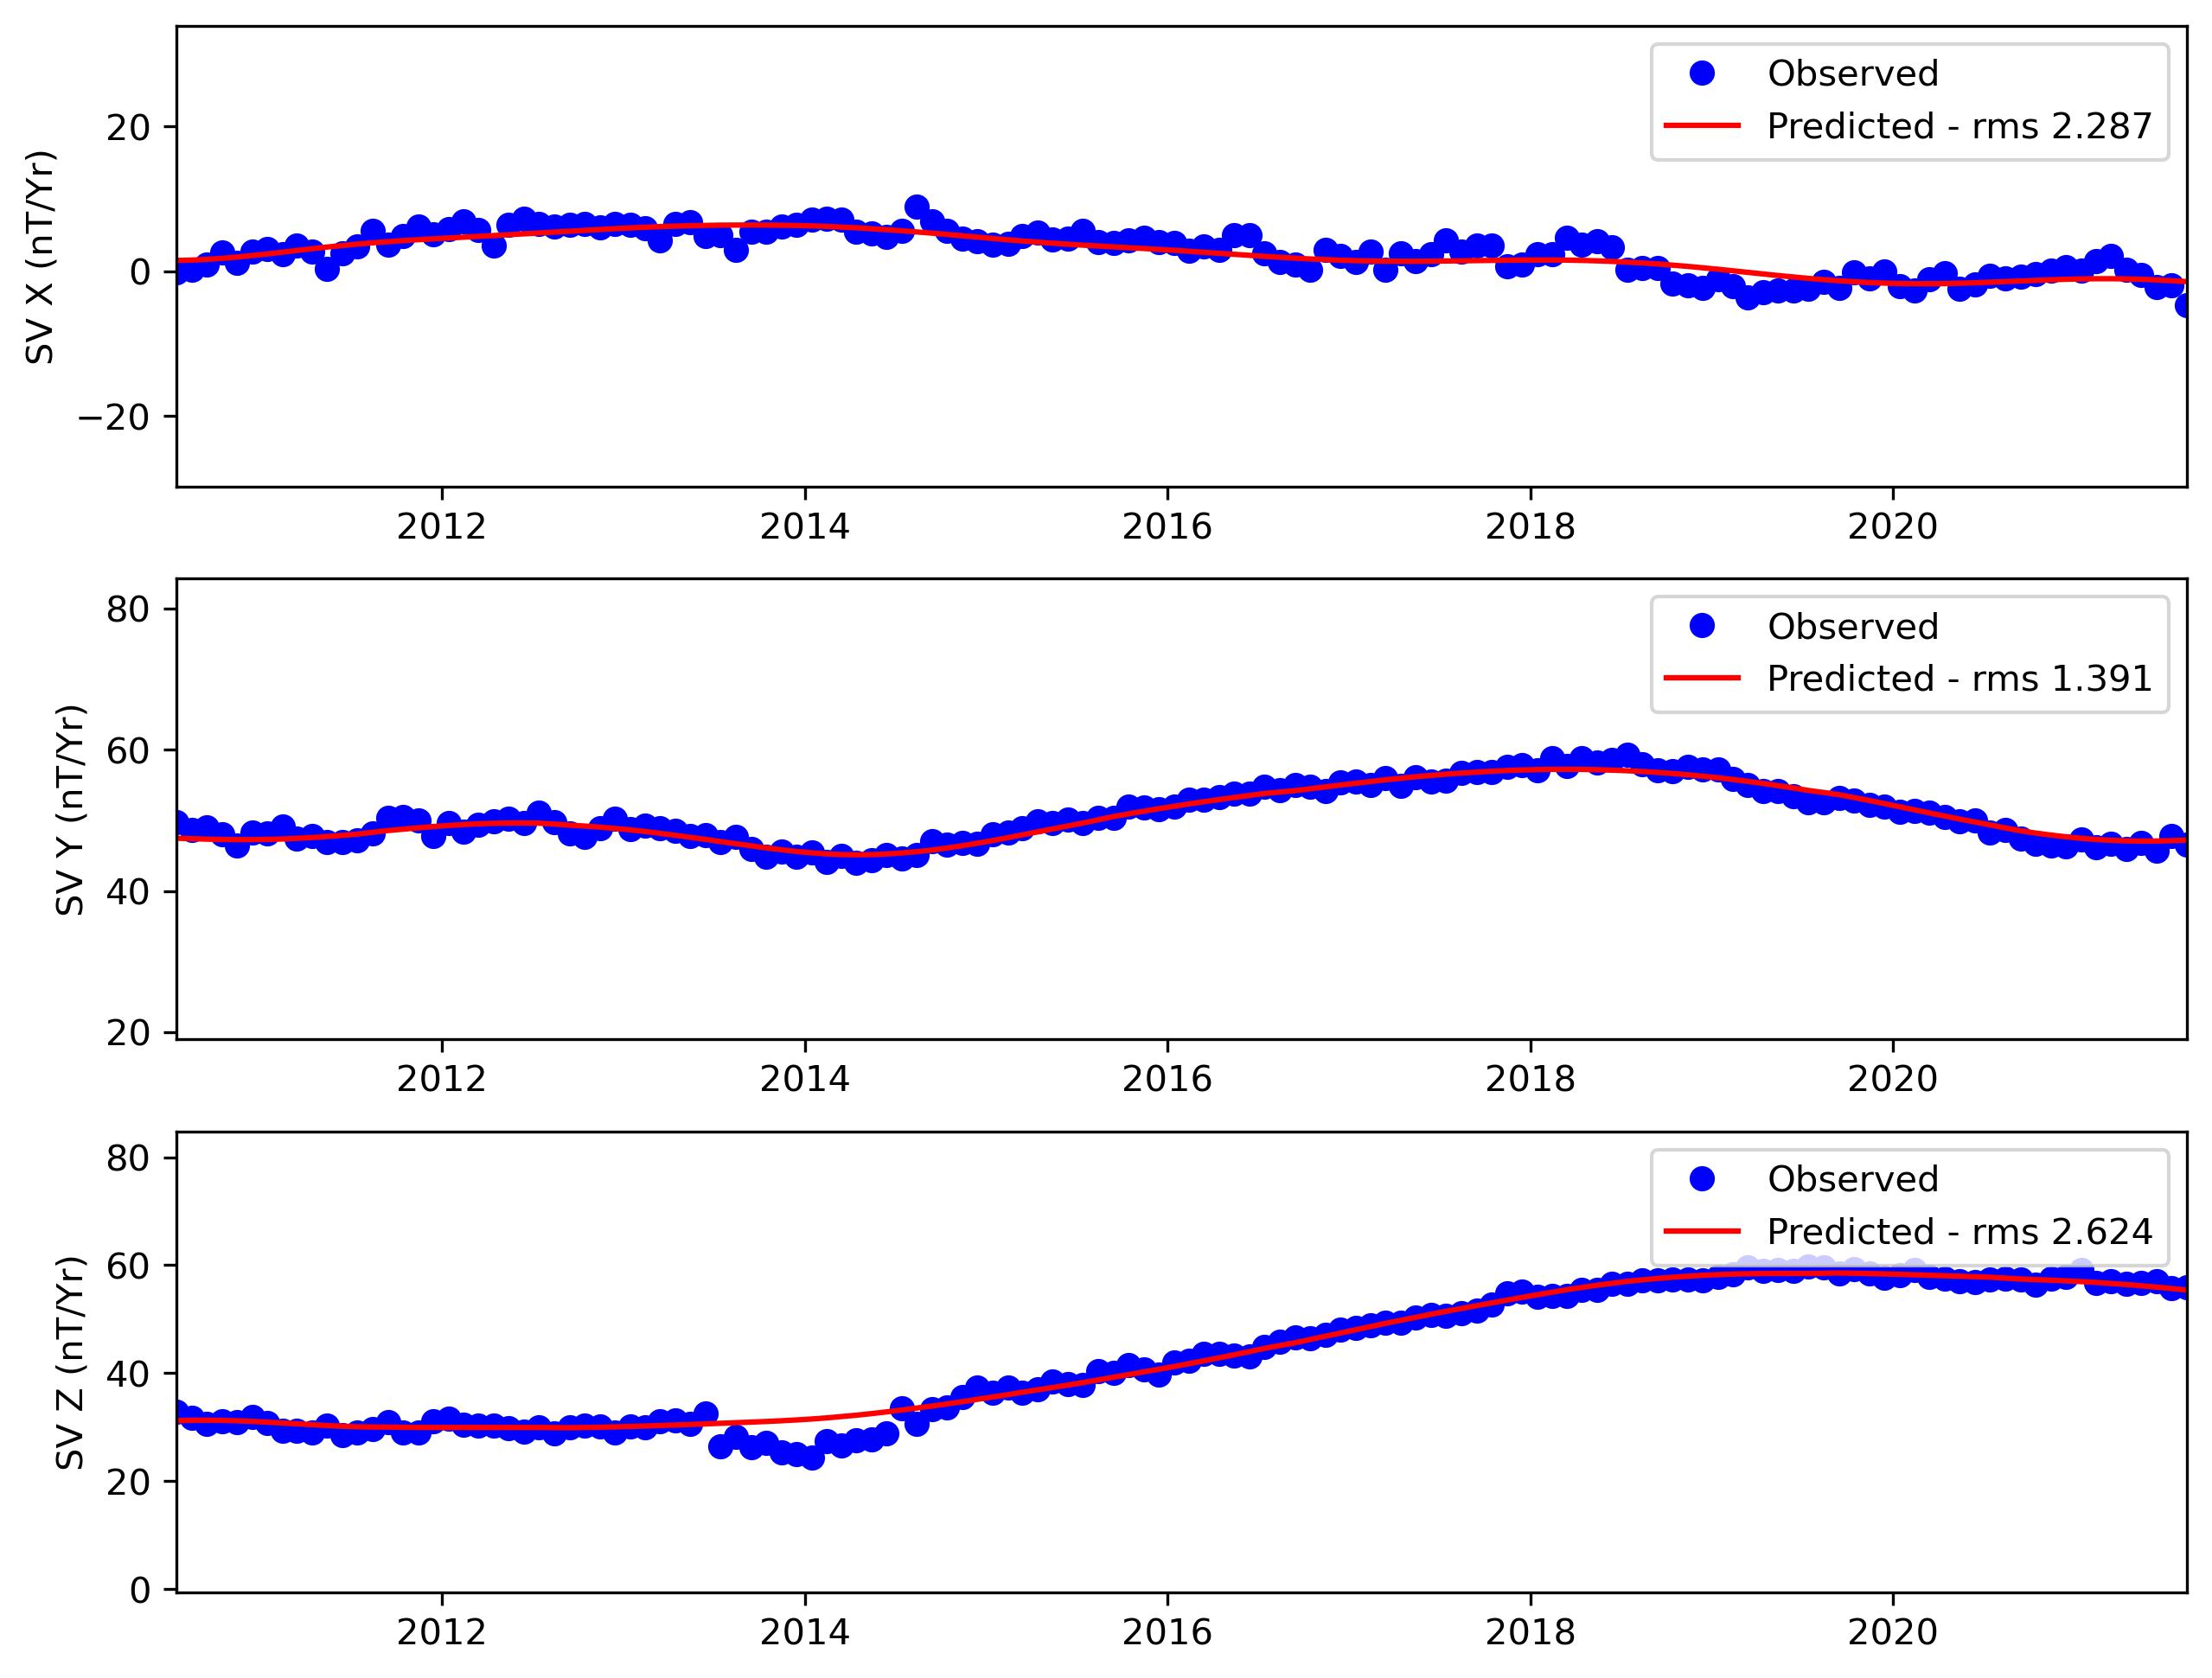 SV X (nT/Yr)
20
0
−20
Observed
Predicted - rms 2.287
2012 2014 2016 2018 2020
SV Y (nT/Yr)
80
60
40
20
Observed
Predicted - rms 1.391
2012 2014 2016 2018 2020
SV Z (nT/Yr)
80
60
40
20
0
Observed
Predicted - rms 2.624
2012 2014 2016 2018 2020